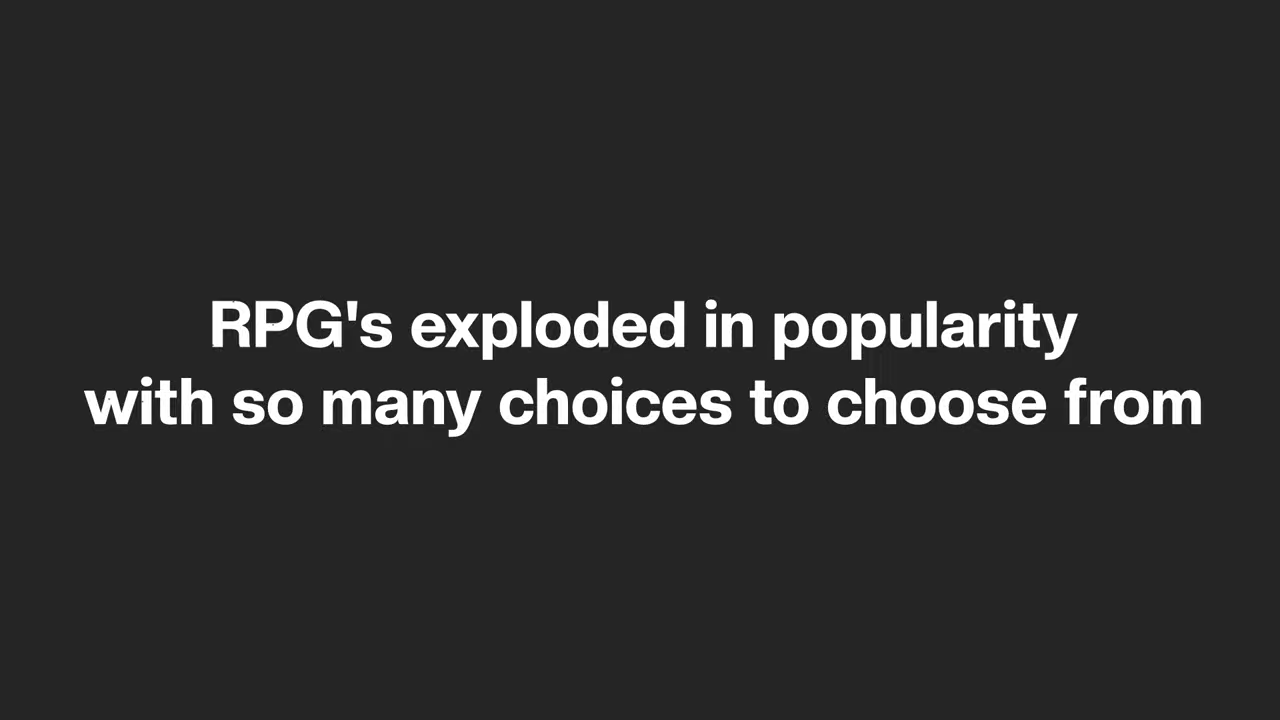 RPG's exploded in popularity
with so many choices to choose from